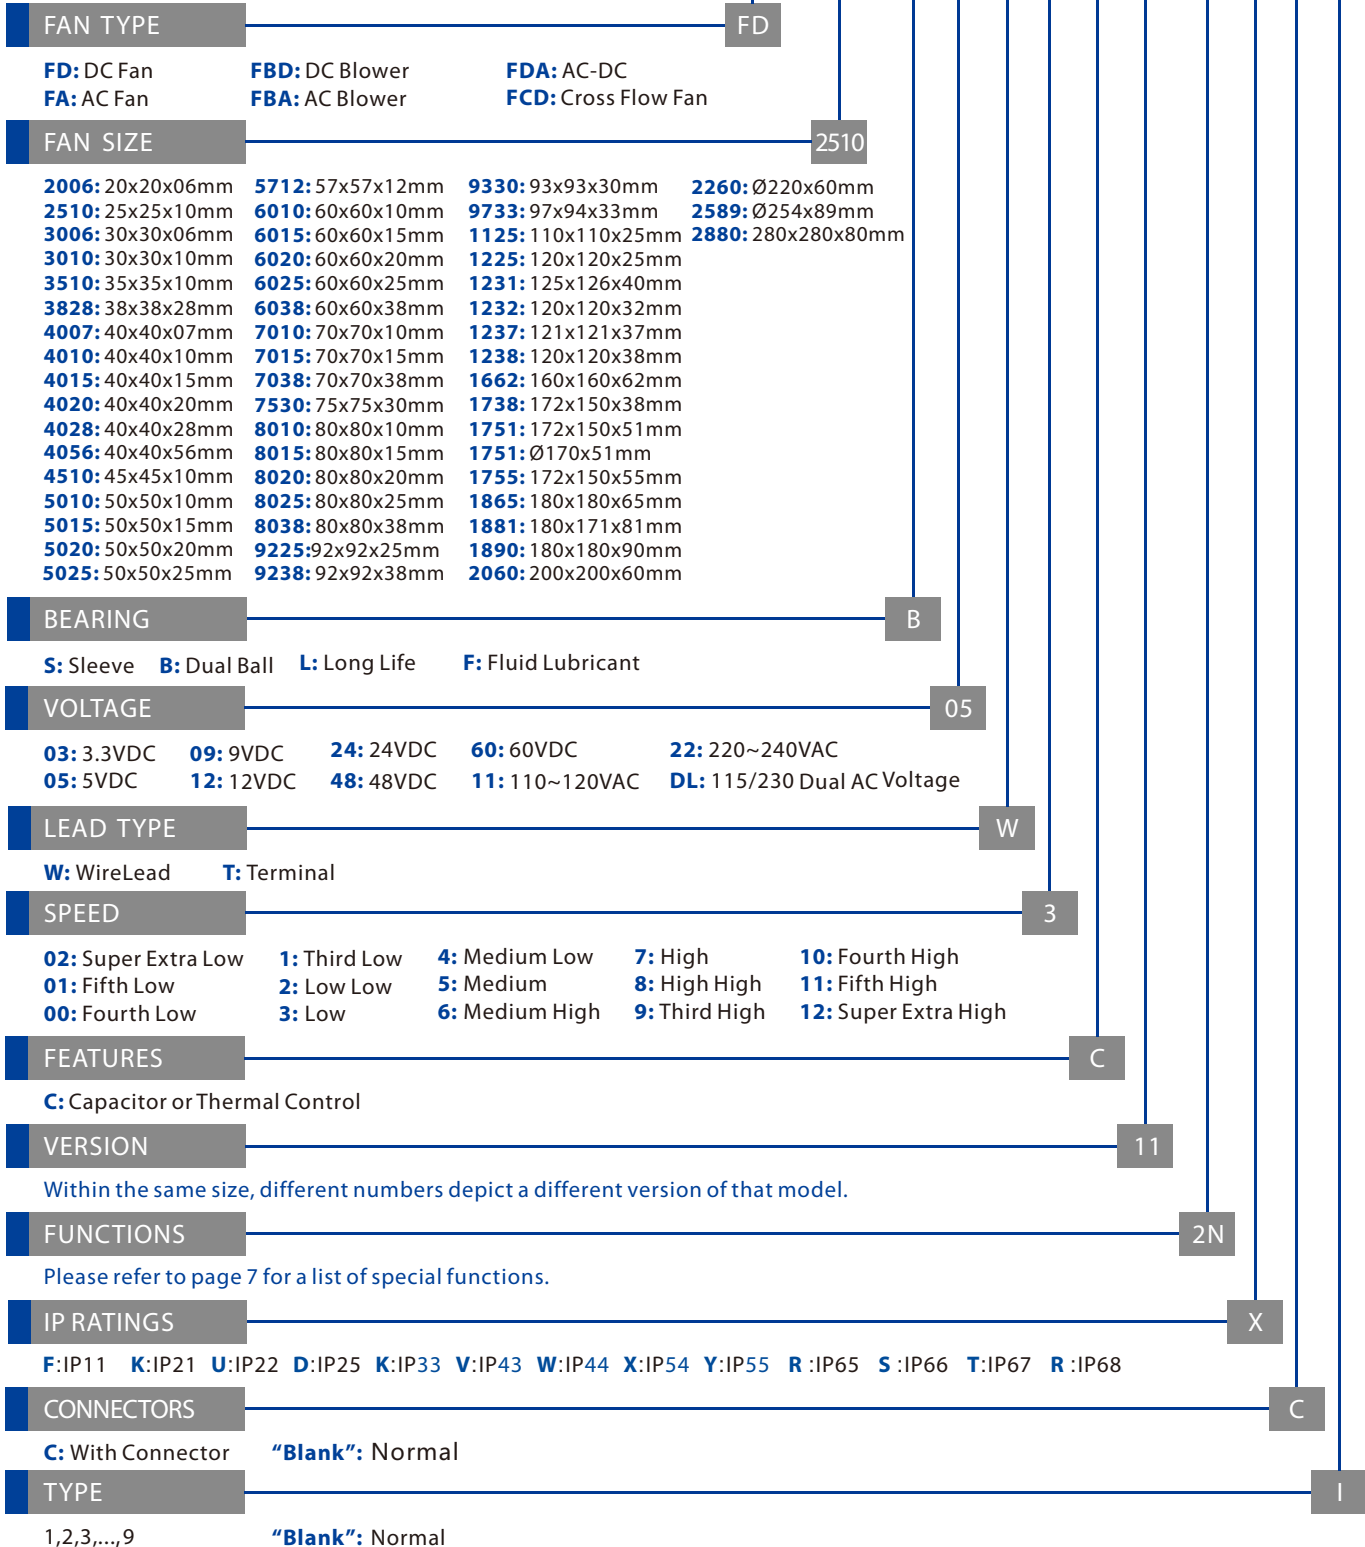 FAN TYPE FD
FD: DC Fan FBD: DC Blower FDA: AC-DC
FA: AC Fan FBA: AC Blower FCD: Cross Flow Fan
FAN SIZE 2510
2006: 20x20x06mm 5712: 57x57x12mm 9330: 93x93x30mm 2260: Ø220x60mm
2510: 25x25x10mm 6010: 60x60x10mm 9733: 97x94x33mm 2589: Ø254x89mm
3006: 30x30x06mm 6015: 60x60x15mm 1125: 110x110x25mm 2880: 280x280x80mm
3010: 30x30x10mm 6020: 60x60x20mm 1225: 120x120x25mm
3510: 35x35x10mm 6025: 60x60x25mm 1231: 125x126x40mm
3828: 38x38x28mm 6038: 60x60x38mm 1232: 120x120x32mm
4007: 40x40x07mm 7010: 70x70x10mm 1237: 121x121x37mm
4010: 40x40x10mm 7015: 70x70x15mm 1238: 120x120x38mm
4015: 40x40x15mm 7038: 70x70x38mm 1662: 160x160x62mm
4020: 40x40x20mm 7530: 75x75x30mm 1738: 172x150x38mm
4028: 40x40x28mm 8010: 80x80x10mm 1751: 172x150x51mm
4056: 40x40x56mm 8015: 80x80x15mm 1751: Ø170x51mm
4510: 45x45x10mm 8020: 80x80x20mm 1755: 172x150x55mm
5010: 50x50x10mm 8025: 80x80x25mm 1865: 180x180x65mm
5015: 50x50x15mm 8038: 80x80x38mm 1881: 180x171x81mm
5020: 50x50x20mm 9225:92x92x25mm 1890: 180x180x90mm
5025: 50x50x25mm 9238: 92x92x38mm 2060: 200x200x60mm
BEARING B
S: Sleeve B: Dual Ball L: Long Life F: Fluid Lubricant
VOLTAGE 05
03: 3.3VDC 09: 9VDC 24: 24VDC 60: 60VDC 22: 220~240VAC
05: 5VDC 12: 12VDC 48: 48VDC 11: 110~120VAC DL: 115/230 Dual AC Voltage
LEAD TYPE W
W: WireLead T: Terminal
SPEED 3
02: Super Extra Low 1: Third Low 4: Medium Low 7: High 10: Fourth High
01: Fifth Low 2: Low Low 5: Medium 8: High High 11: Fifth High
00: Fourth Low 3: Low 6: Medium High 9: Third High 12: Super Extra High
FEATURES C
C: Capacitor or Thermal Control
VERSION 11
Within the same size, different numbers depict a different version of that model.
FUNCTIONS 2N
Please refer to page 7 for a list of special functions.
IP RATINGS X
F:IP11 K:IP21 U:IP22 D:IP25 K:IP33 V:IP43 W:IP44 X:IP54 Y:IP55 R :IP65 S :IP66 T:IP67 R :IP68
CONNECTORS C
C: With Connector “Blank”: Normal
TYPE I
1,2,3,...,9 “Blank”: Normal